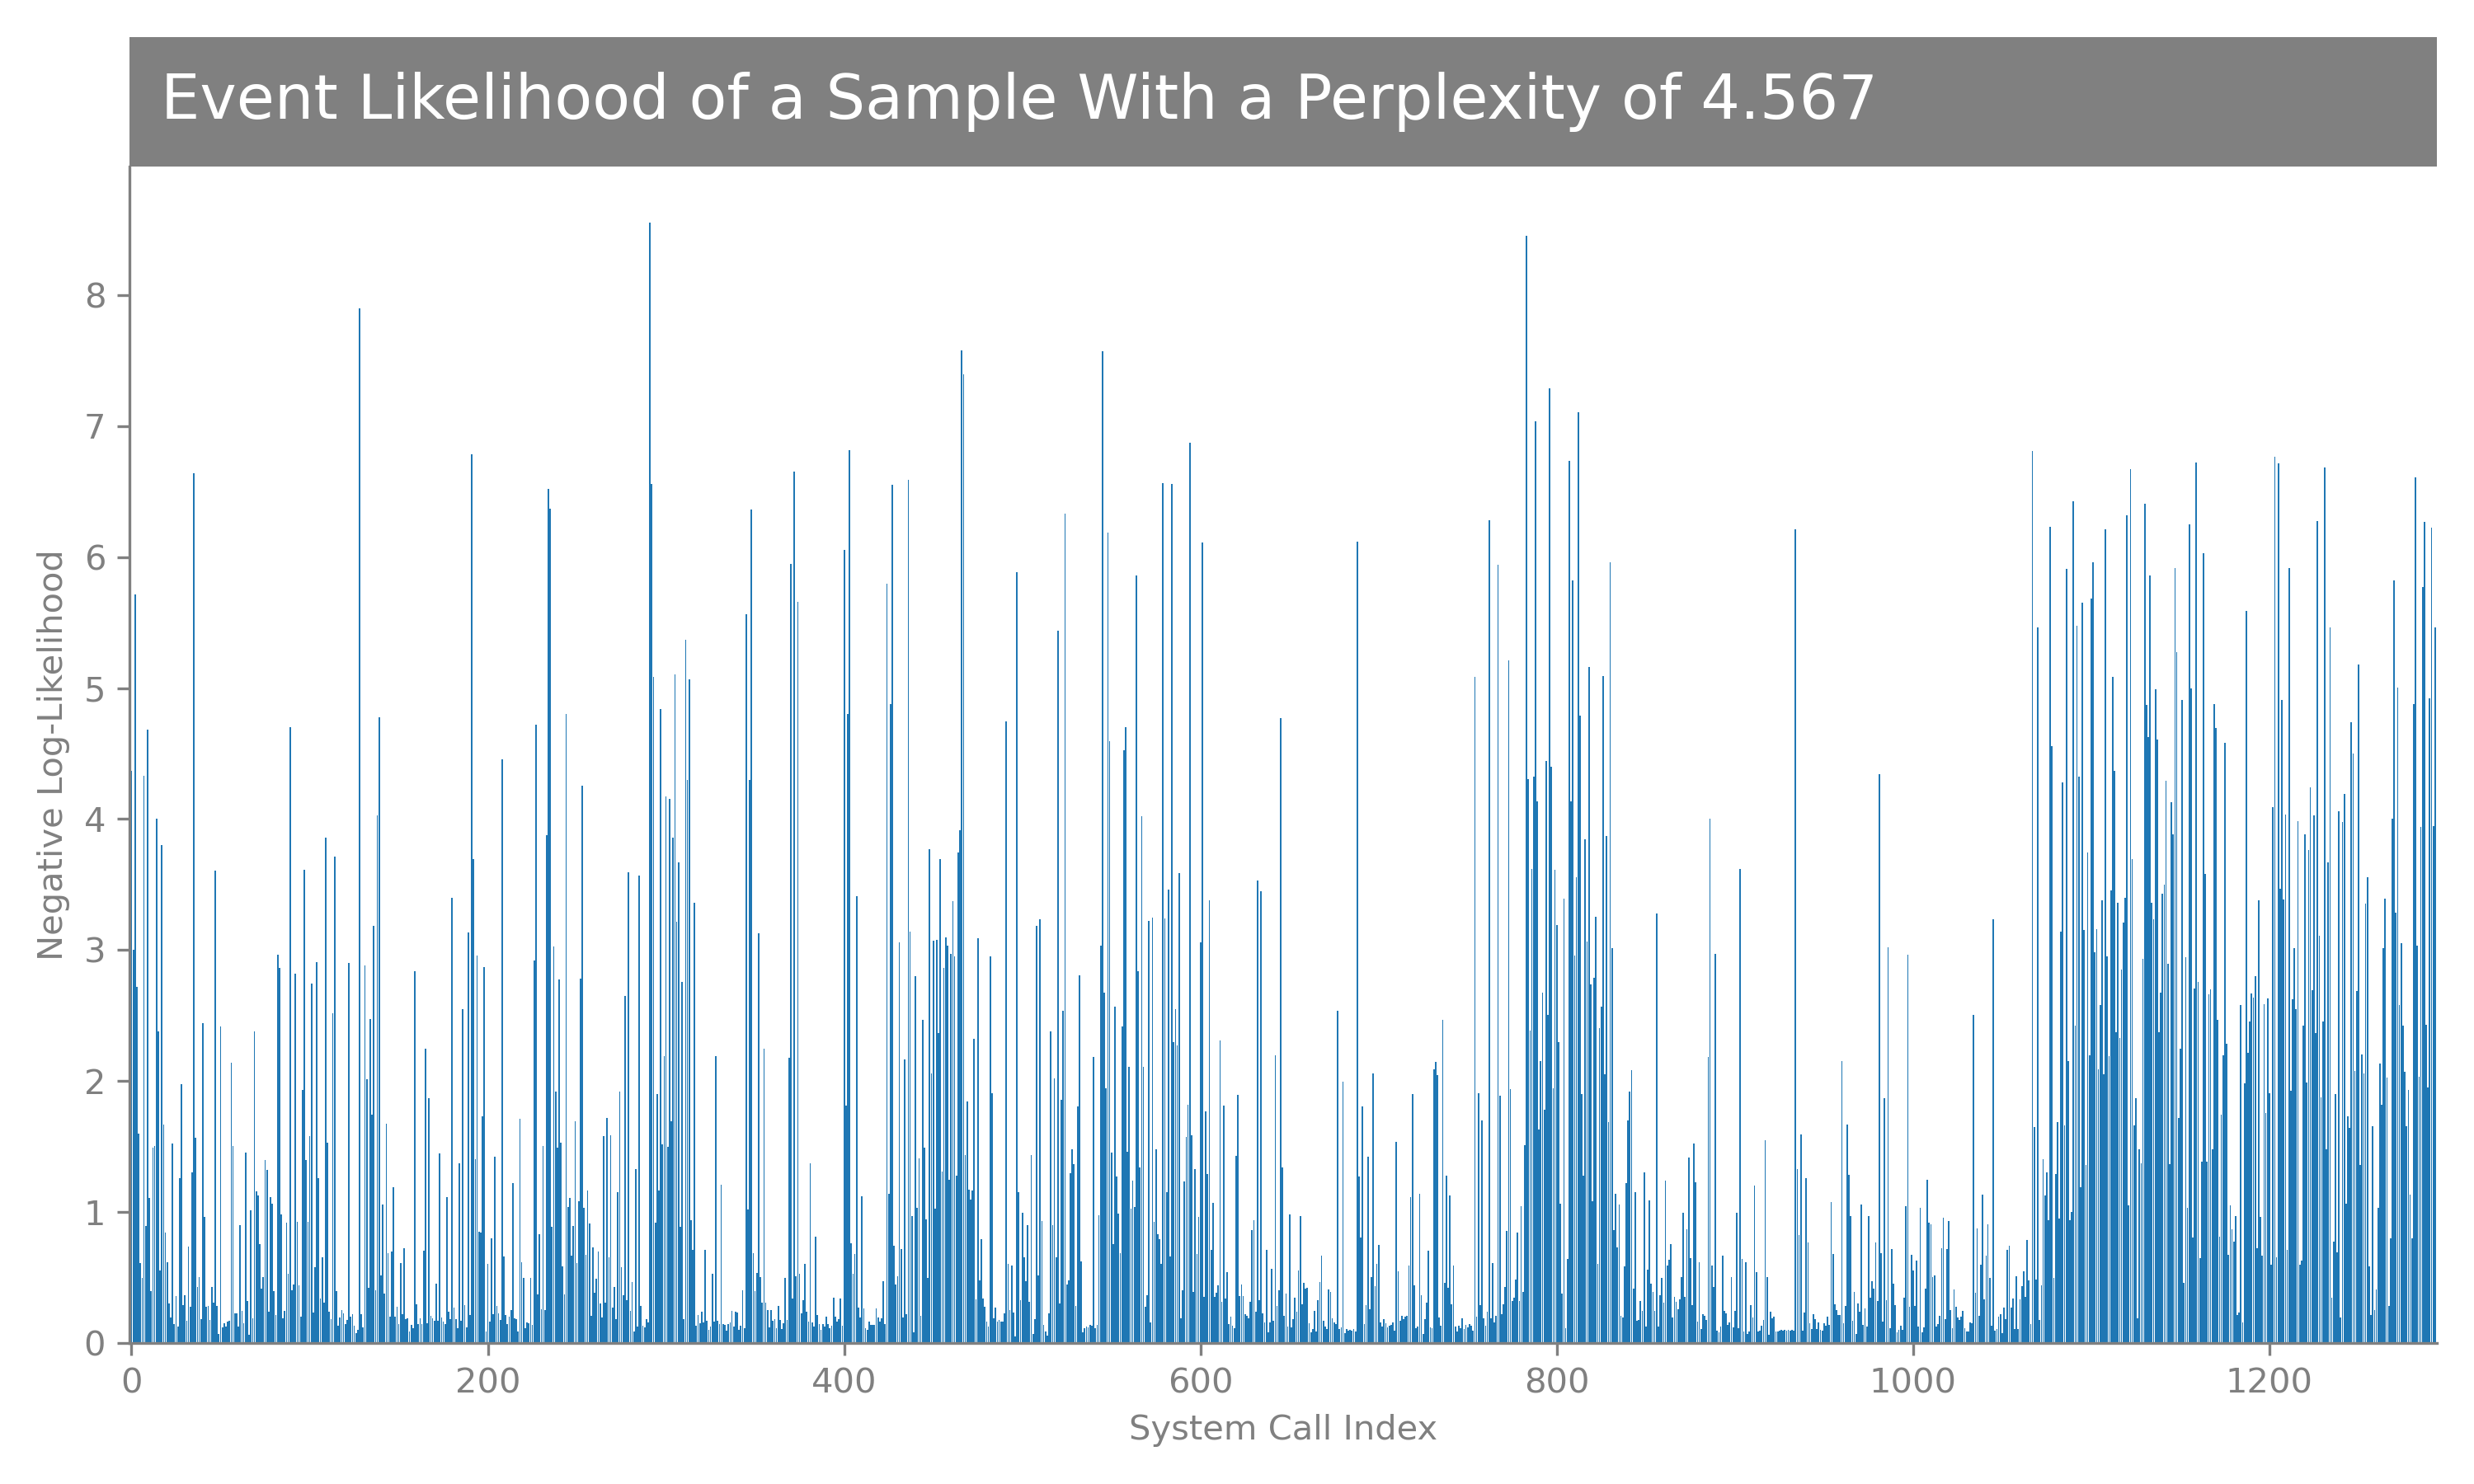 Event Likelihood of a Sample With a Perplexity of 4.567
Negative Log-Likelihood
8
7
6
5
4
3
2
1
0
0 200 400 600 800 1000 1200
System Call Index